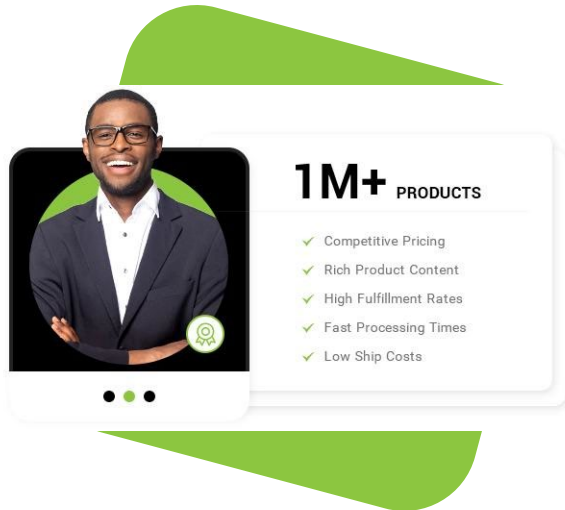 1M+ PRODUCTS
Competitive Pricing
Rich Product Content
High Fulfillment Rates
Fast Processing Times
Low Ship Costs